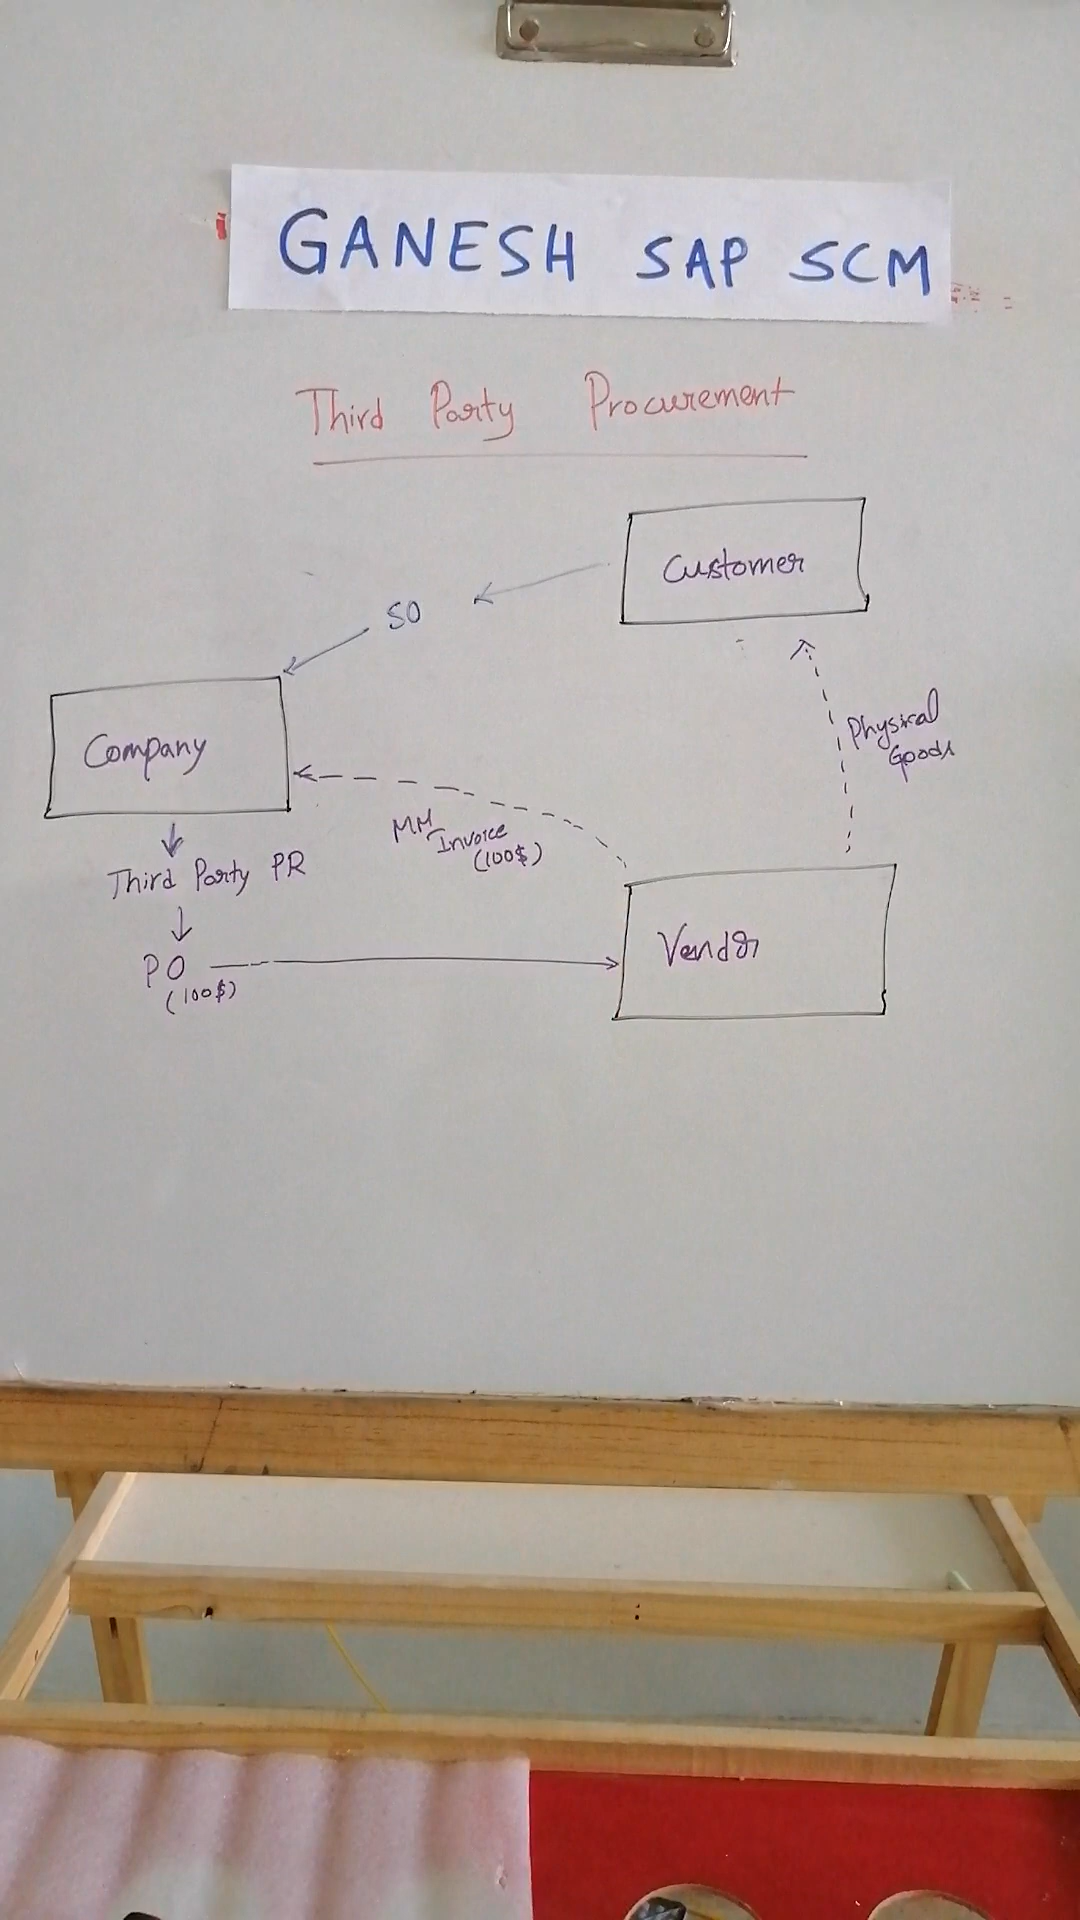 GANESH SAP SCM
Third Party Procurement
Customer
SO
Company
Physical
Goods
MM
Invoice
(100$)
Third Party PR
PO
(100$)
Vendor